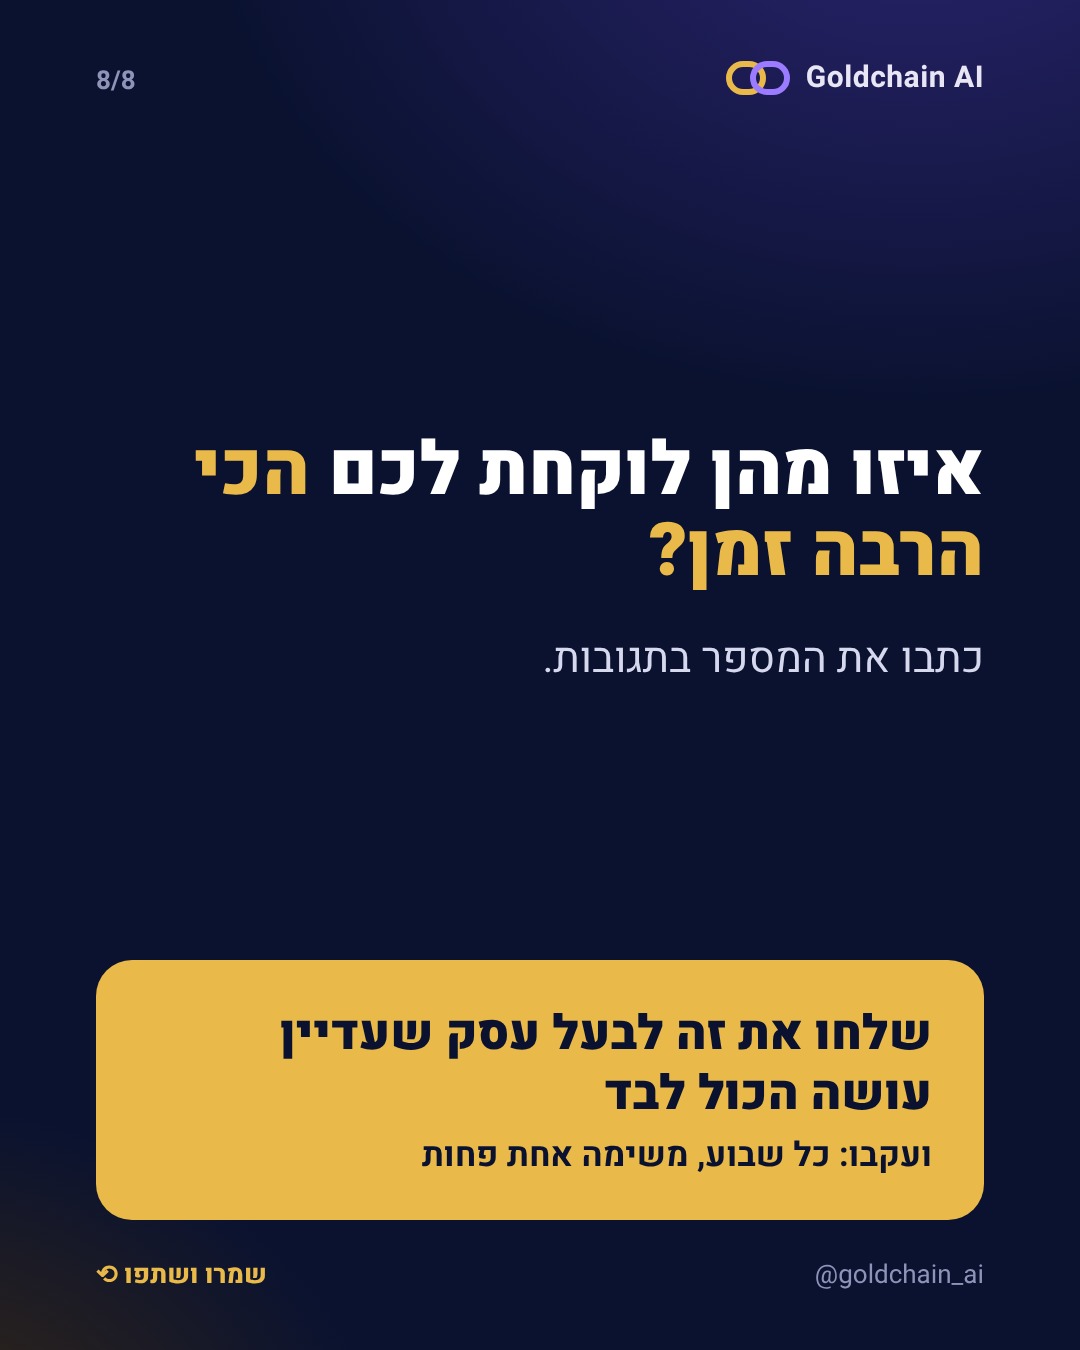 Goldchain AI
8/8
איזו מהן לוקחת לכם הכי
הרבה זמן?
כתבו את המספר בתגובות.
שלחו את זה לבעל עסק שעדיין
עושה הכול לבד
ועקבו: כל שבוע, משימה אחת פחות
@goldchain_ai
שמרו ושתפו ⟲